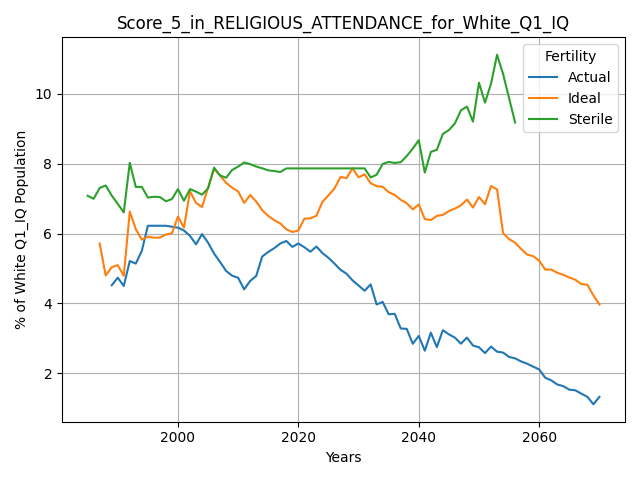 Score_5_in_RELIGIOUS_ATTENDANCE_for_White_Q1_IQ
% of White Q1_IQ Population
10
8
6
4
2
Fertility
Actual
Ideal
Sterile
2000
2020
2040
2060
Years